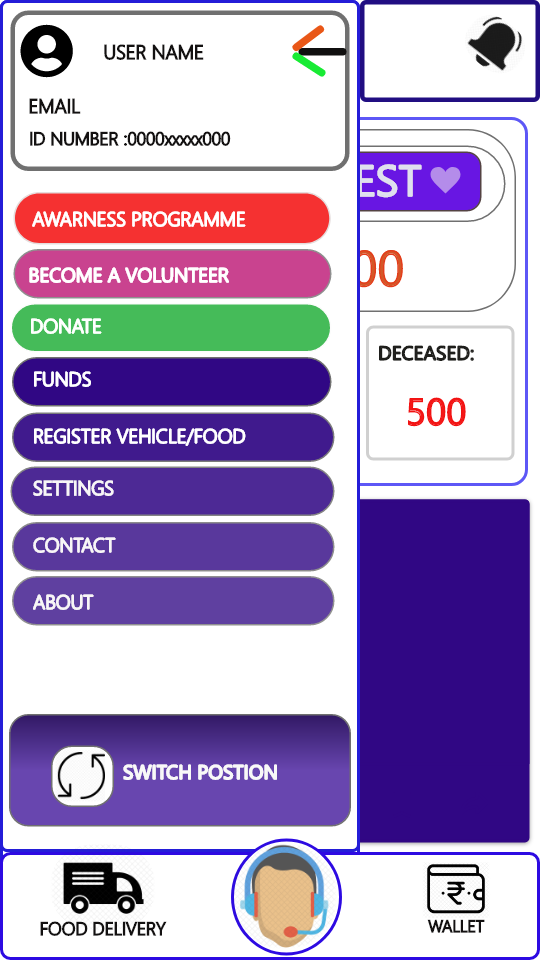 USER NAME
EMAIL
ID NUMBER :0000xxxxx000
AWARNESS PROGRAMME
BECOME A VOLUNTEER
DONATE
FUNDS
REGISTER VEHICLE/FOOD
SETTINGS
CONTACT
ABOUT
SWITCH POSTION
EST
00
DECEASED:
500
FOOD DELIVERY
₹
WALLET